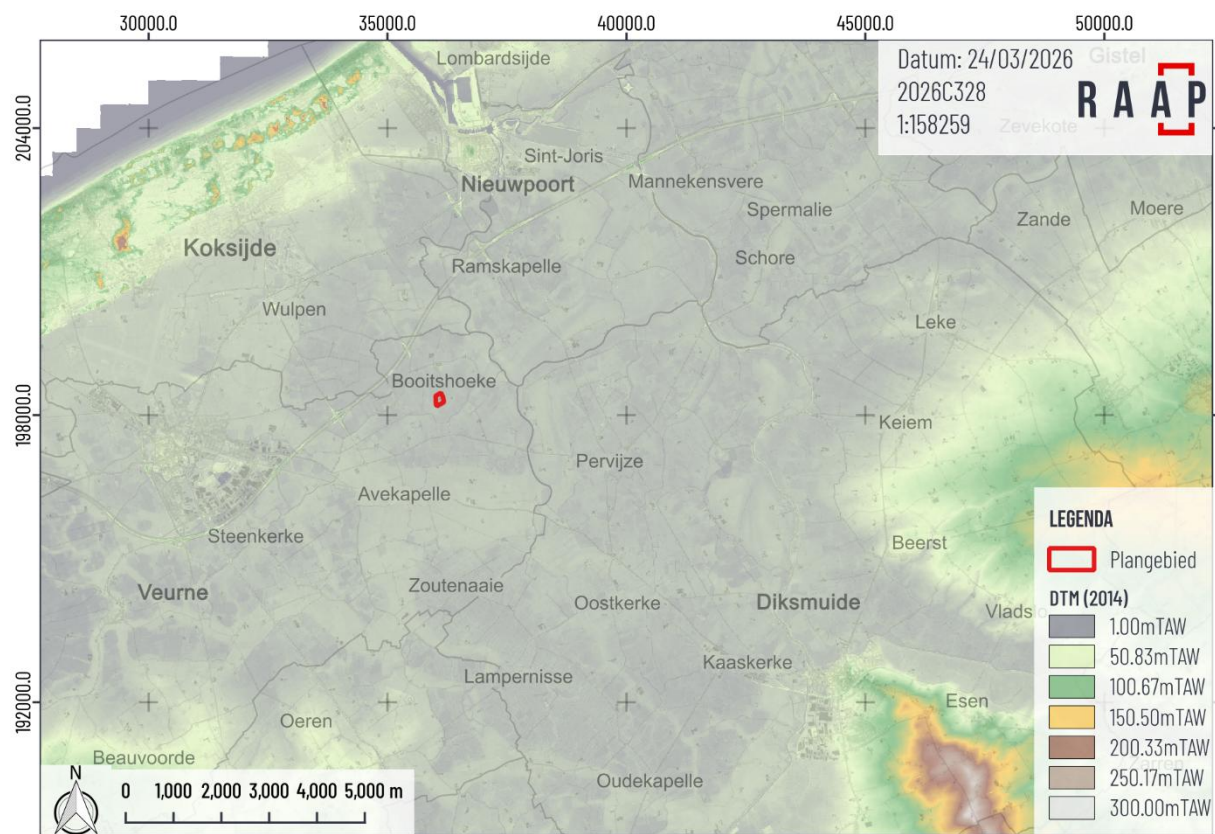 30000.0 35000.0 40000.0 45000.0 50000.0
Datum: 24/03/2026
2026C328
1:158259
RAAP
Gistel
Lombardsijde
Zevekote
2040000.0
Sint-Joris
Nieuwpoort
Mannekensvere
Spermalie
Zande
Moere
Koksijde
Schore
Ramskapelle
Wulpen
Leke
Booitshoeke
198000.0
Keiem
Pervijze
Avekapelle
Steenkerke
Beerst
Zoutenaaie
Veurne
Oostkerke
Diksmuide
Vladslo
Kaaskerke
Lampernisse
192000.0
Esen
Oeren
Beauvoorde
Zarren
Oudekapelle
LEGENDA
Plangebied
DTM (2014)
1.00mTAW
50.83mTAW
100.67mTAW
150.50mTAW
200.33mTAW
250.17mTAW
300.00mTAW
N
0 1,000 2,000 3,000 4,000 5,000 m